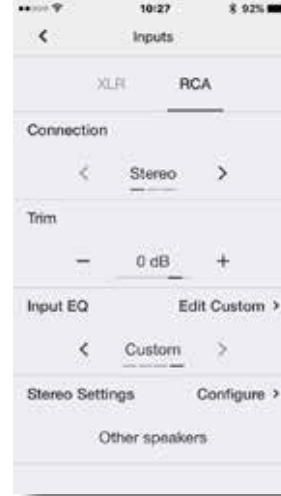 10:27 92%
Inputs
XLR RCA
Connection
< Stereo >
Trim
− 0 dB +
Input EQ Edit Custom >
< Custom >
Stereo Settings Configure >
Other speakers